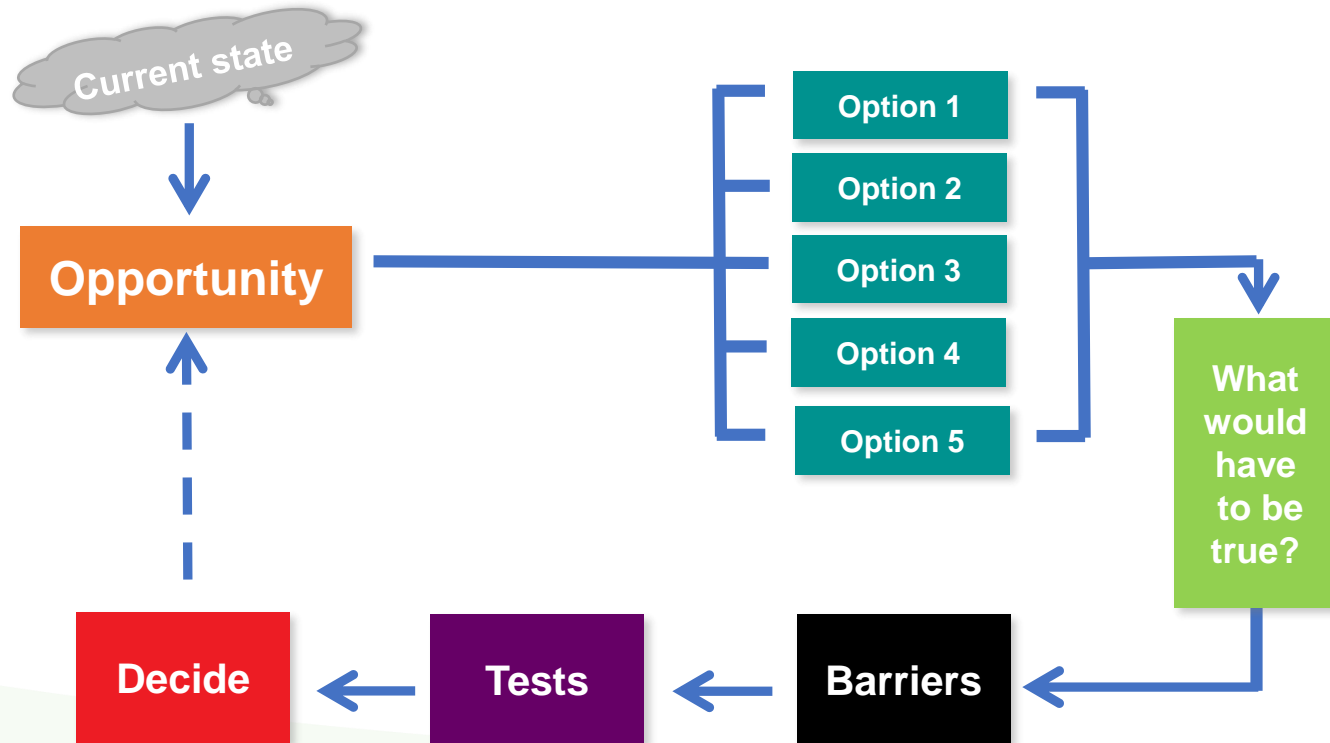 Current state
Opportunity
Option 1
Option 2
Option 3
Option 4
Option 5
What
would
have
to be
true?
Barriers
Tests
Decide